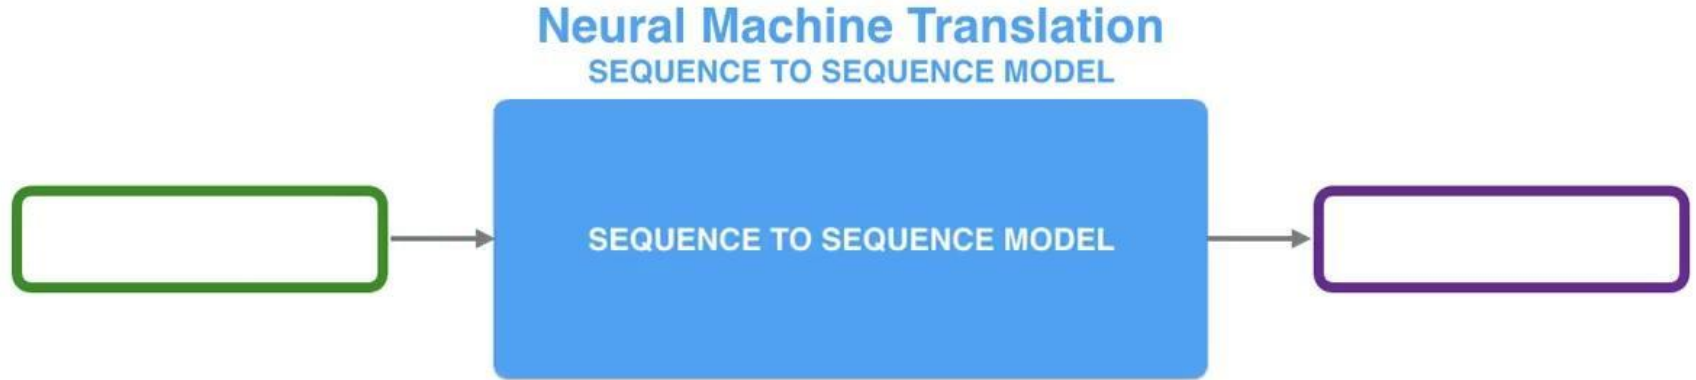 Neural Machine Translation
SEQUENCE TO SEQUENCE MODEL
SEQUENCE TO SEQUENCE MODEL